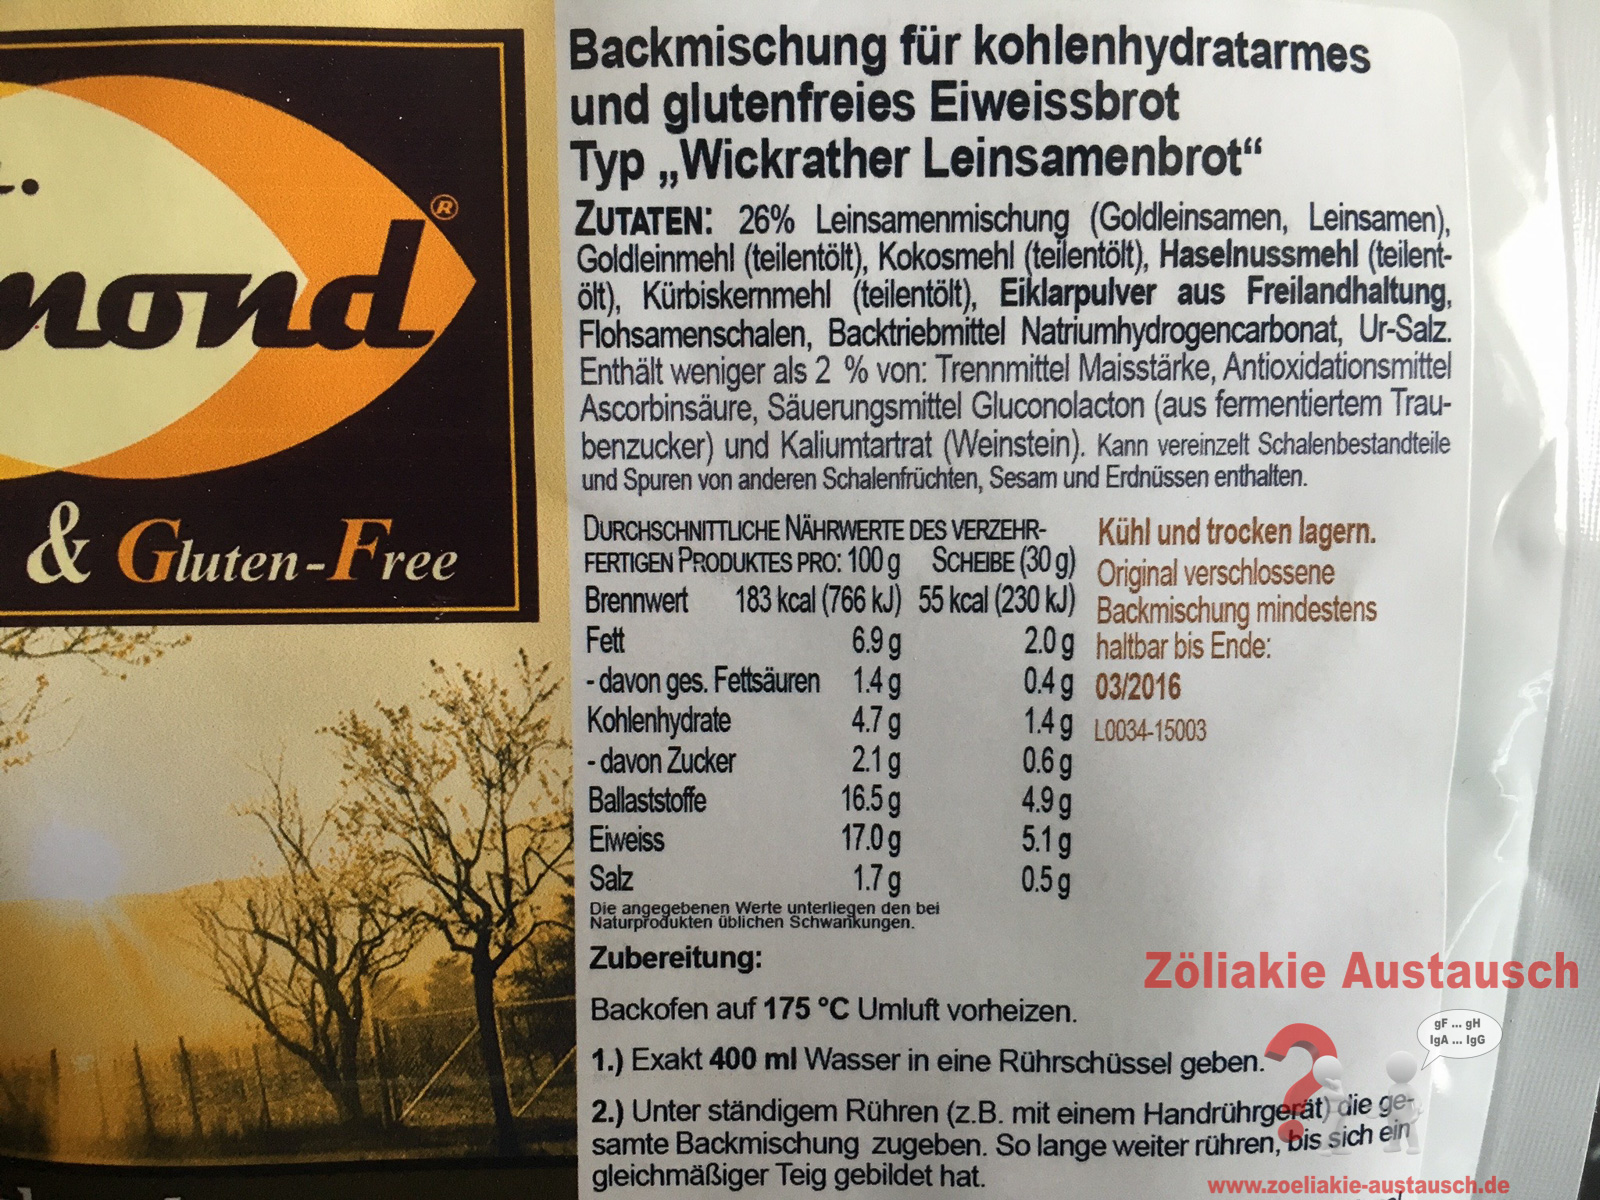 Backmischung für kohlenhydratarmes
und glutenfreies Eiweissbrot
Typ „Wickrather Leinsamenbrot“
ZUTATEN: 26% Leinsamenmischung (Goldleinsamen, Leinsamen),
Goldleinmehl (teilentölt), Kokosmehl (teilentölt), Haselnussmehl (teilent-
ölt), Kürbiskernmehl (teilentölt), Eiklarpulver aus Freilandhaltung,
Flohsamenschalen, Backtriebmittel Natriumhydrogencarbonat, Ur-Salz.
Enthält weniger als 2 % von: Trennmittel Maisstärke, Antioxidationsmittel
Ascorbinsäure, Säuerungsmittel Gluconolacton (aus fermentiertem Trau-
benzucker) und Kaliumtartrat (Weinstein). Kann vereinzelt Schalenbestandteile
und Spuren von anderen Schalenfrüchten, Sesam und Erdnüssen enthalten.
DURCHSCHNITTLICHE NÄHRWERTE DES VERZEHR-
FERTIGEN PRODUKTES PRO: 100 g SCHEIBE (30 g)
Brennwert 183 kcal (766 kJ) 55 kcal (230 kJ)
Fett 6.9 g 2.0 g
- davon ges. Fettsäuren 1.4 g 0.4 g
Kohlenhydrate 4.7 g 1.4 g
- davon Zucker 2.1 g 0.6 g
Ballaststoffe 16.5 g 4.9 g
Eiweiss 17.0 g 5.1 g
Salz 1.7 g 0.5 g
Die angegebenen Werte unterliegen den bei
Naturprodukten üblichen Schwankungen.
Kühl und trocken lagern.
Original verschlossene
Backmischung mindestens
haltbar bis Ende:
03/2016
L0034-15003
Zubereitung:
Backofen auf 175 °C Umluft vorheizen.
1.) Exakt 400 ml Wasser in eine Rührschüssel geben.
2.) Unter ständigem Rühren (z.B. mit einem Handrührgerät) die ge-
samte Backmischung zugeben. So lange weiter rühren, bis sich ein
gleichmäßiger Teig gebildet hat.
mond®
& Gluten-Free
Zöliakie Austausch
gF ... gH
IgA ... IgG
?
www.zoeliakie-austausch.de